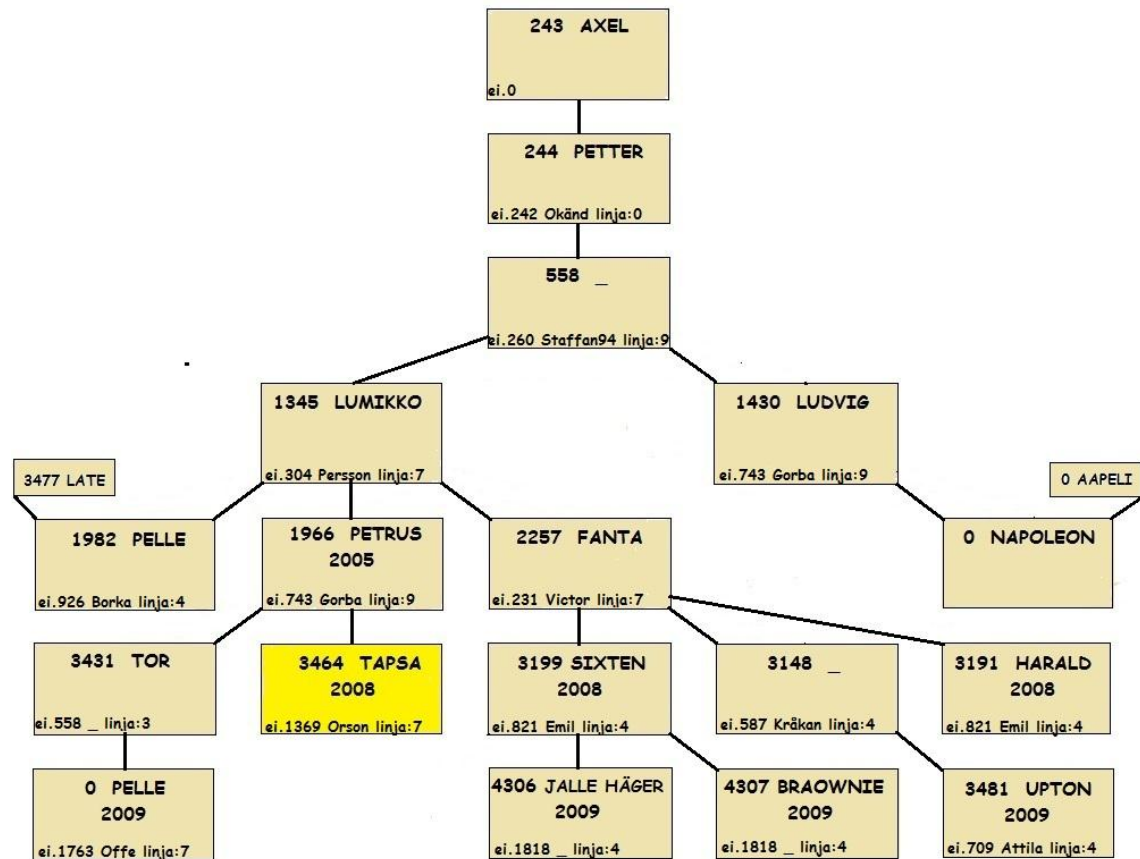 243 AXEL
ei.0
244 PETTER
ei.242 Okänd linja:0
558 _
ei.260 Staffan94 linja:9
1345 LUMIKKO
ei.304 Persson linja:7
1430 LUDVIG
ei.743 Gorba linja:9
3477 LATE
0 AAPELI
1982 PELLE
ei.926 Borka linja:4
1966 PETRUS
2005
ei.743 Gorba linja:9
2257 FANTA
ei.231 Victor linja:7
0 NAPOLEON
3431 TOR
ei.558 _ linja:3
3464 TAPSA
2008
ei.1369 Orson linja:7
3199 SIXTEN
2008
ei.821 Emil linja:4
3148 _
ei.587 Kråkan linja:4
3191 HARALD
2008
ei.821 Emil linja:4
0 PELLE
2009
ei.1763 Offe linja:7
4306 JALLE HÄGER
2009
ei.1818 _ linja:4
4307 BRAOWNIE
2009
ei.1818 _ linja:4
3481 UPTON
2009
ei.709 Attila linja:4